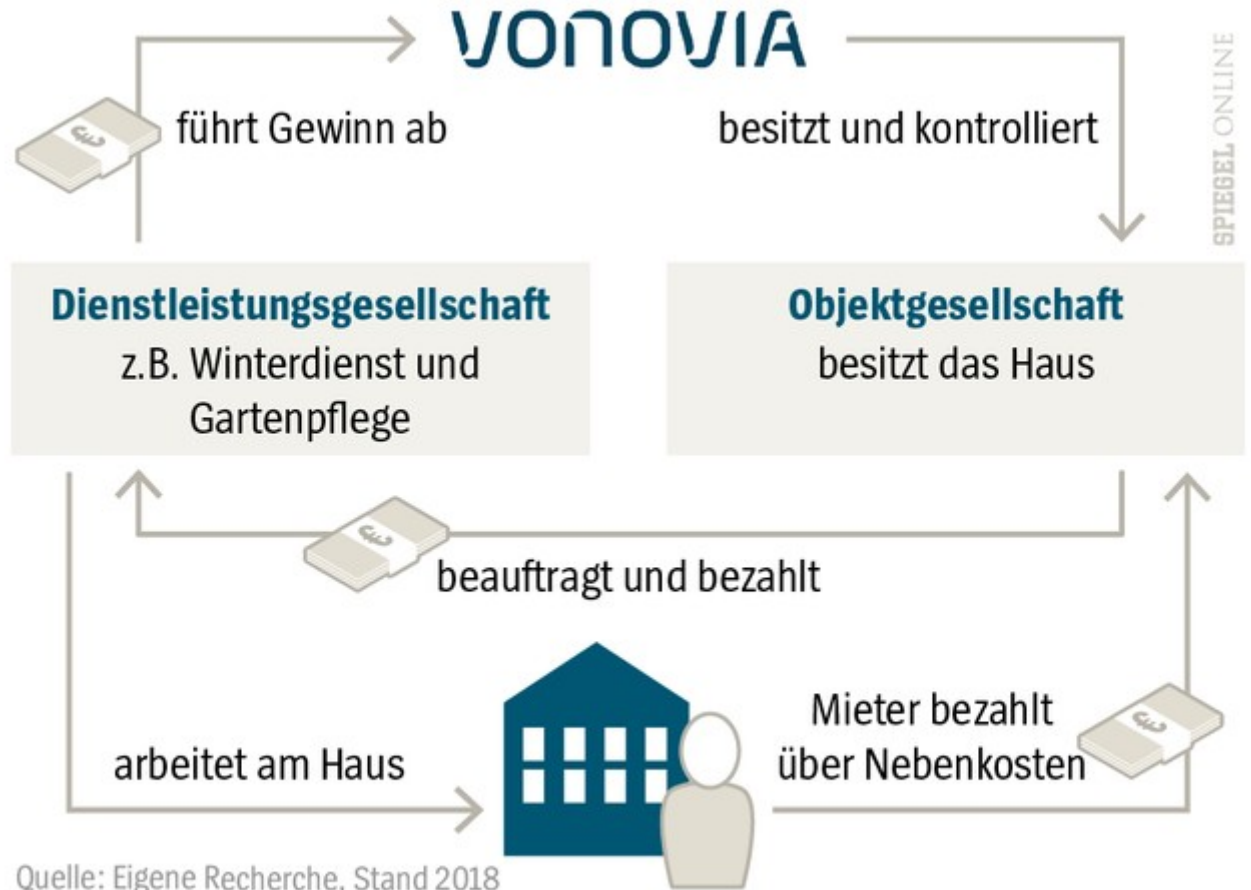 VONOVIA
führt Gewinn ab
besitzt und kontrolliert
SPIEGEL ONLINE
Dienstleistungsgesellschaft
z.B. Winterdienst und
Gartenpflege
Objektgesellschaft
besitzt das Haus
beauftragt und bezahlt
arbeitet am Haus
Mieter bezahlt
über Nebenkosten
Quelle: Eigene Recherche, Stand 2018